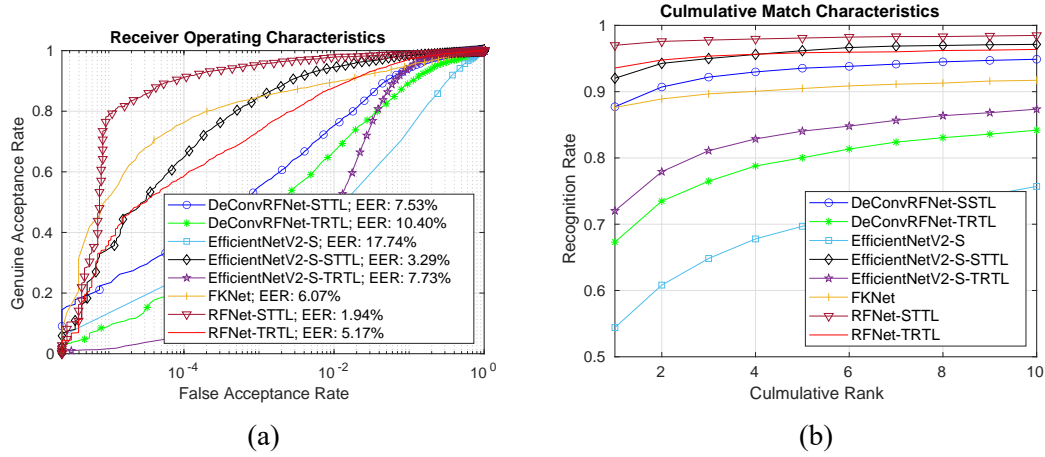 Receiver Operating Characteristics
Genuine Acceptance Rate
1
0.8
0.6
0.4
0.2
0
DeConvRFNet-STTL; EER: 7.53%
DeConvRFNet-TRTL; EER: 10.40%
EfficientNetV2-S; EER: 17.74%
EfficientNetV2-S-STTL; EER: 3.29%
EfficientNetV2-S-TRTL; EER: 7.73%
FKNet; EER: 6.07%
RFNet-STTL; EER: 1.94%
RFNet-TRTL; EER: 5.17%
10^-4 10^-2 10^0
False Acceptance Rate
(a)
Culmulative Match Characteristics
Recognition Rate
1
0.9
0.8
0.7
0.6
0.5
DeConvRFNet-SSTL
DeConvRFNet-TRTL
EfficientNetV2-S
EfficientNetV2-S-STTL
EfficientNetV2-S-TRTL
FKNet
RFNet-STTL
RFNet-TRTL
2 4 6 8 10
Culmulative Rank
(b)